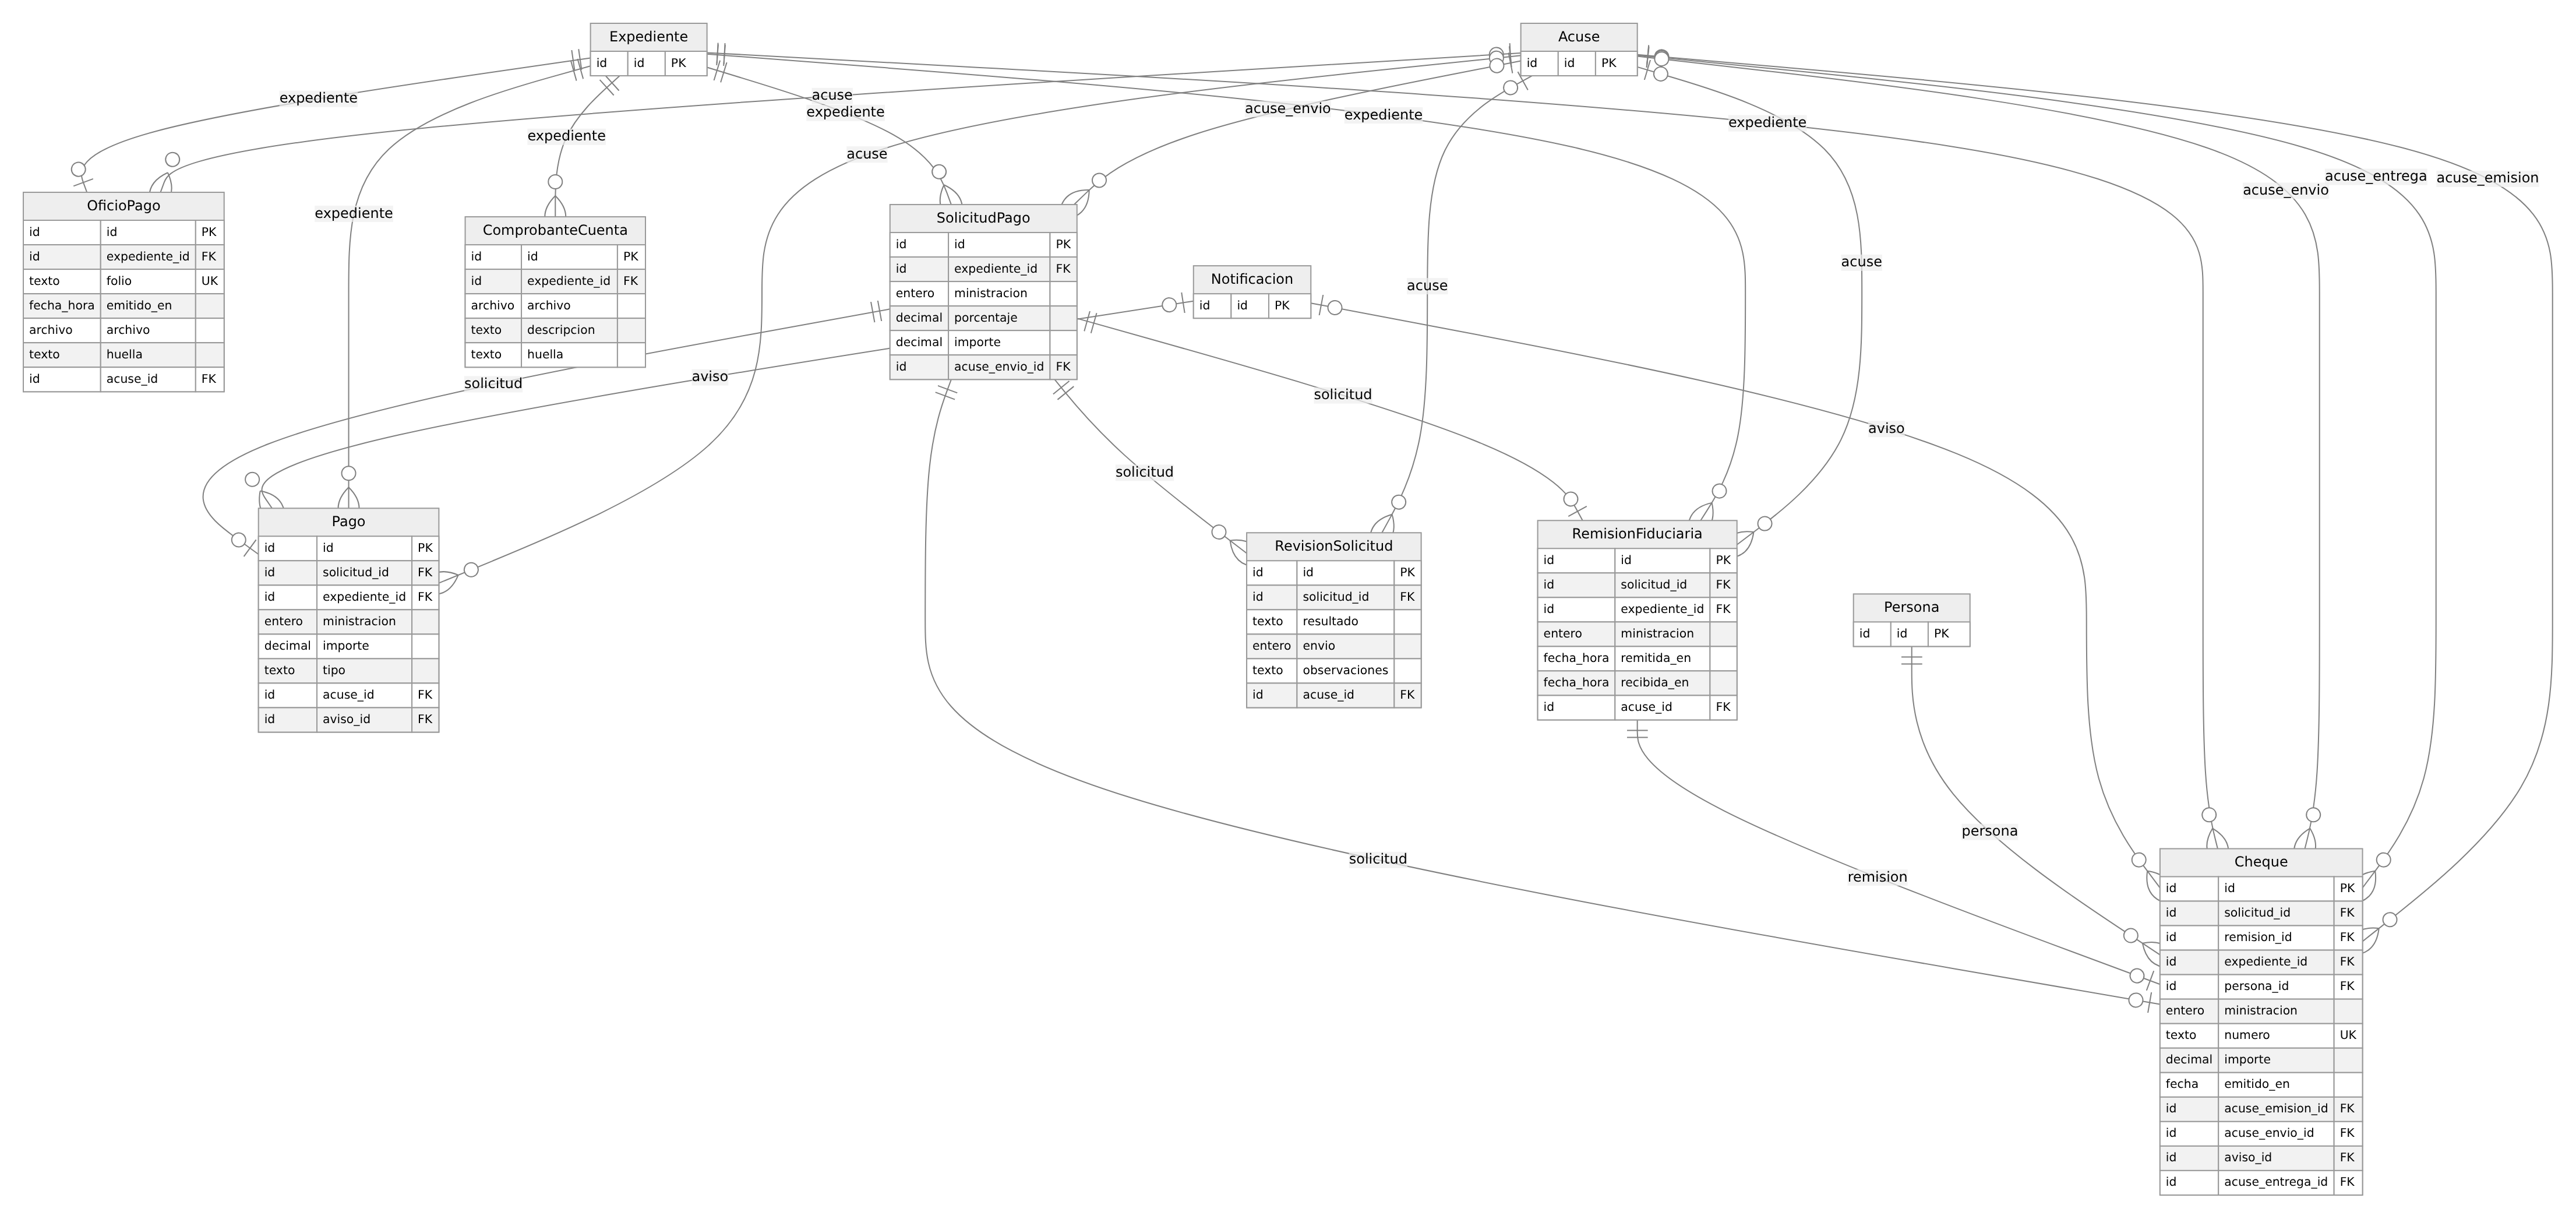 Expediente
id id PK
Acuse
id id PK
expediente
acuse
expediente
acuse_envio
expediente
expediente
expediente
acuse
acuse_envio
acuse_entrega
acuse_emision
expediente
acuse
acuse
OficioPago
id id PK
id expediente_id FK
texto folio UK
fecha_hora emitido_en
archivo archivo
texto huella
id acuse_id FK
ComprobanteCuenta
id id PK
id expediente_id FK
archivo archivo
texto descripcion
texto huella
SolicitudPago
id id PK
id expediente_id FK
entero ministracion
decimal porcentaje
decimal importe
id acuse_envio_id FK
Notificacion
id id PK
solicitud
aviso
solicitud
aviso
solicitud
Pago
id id PK
id solicitud_id FK
id expediente_id FK
entero ministracion
decimal importe
texto tipo
id acuse_id FK
id aviso_id FK
RevisionSolicitud
id id PK
id solicitud_id FK
texto resultado
entero envio
texto observaciones
id acuse_id FK
RemisionFiduciaria
id id PK
id solicitud_id FK
id expediente_id FK
entero ministracion
fecha_hora remitida_en
fecha_hora recibida_en
id acuse_id FK
Persona
id id PK
persona
solicitud
remision
Cheque
id id PK
id solicitud_id FK
id remision_id FK
id expediente_id FK
id persona_id FK
entero ministracion
texto numero UK
decimal importe
fecha emitido_en
id acuse_emision_id FK
id acuse_envio_id FK
id aviso_id FK
id acuse_entrega_id FK